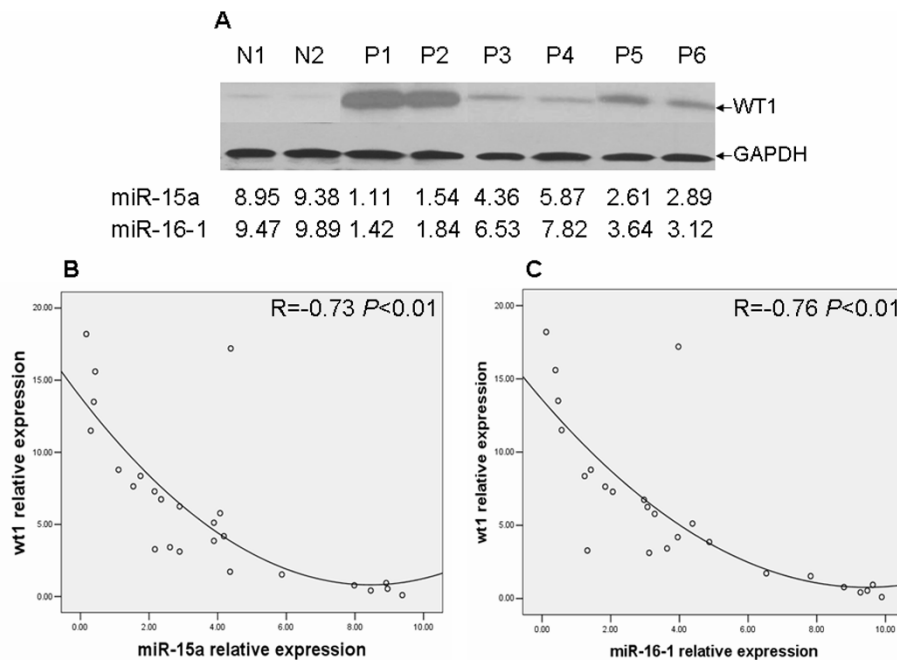 A
N1 N2 P1 P2 P3 P4 P5 P6
WT1
GAPDH
miR-15a 8.95 9.38 1.11 1.54 4.36 5.87 2.61 2.89
miR-16-1 9.47 9.89 1.42 1.84 6.53 7.82 3.64 3.12
B
R=-0.73 P<0.01
wt1 relative expression
20.00
15.00
10.00
5.00
0.00
0.00 2.00 4.00 6.00 8.00 10.00
miR-15a relative expression
C
R=-0.76 P<0.01
wt1 relative expression
20.00
15.00
10.00
5.00
0.00
0.00 2.00 4.00 6.00 8.00 10.00
miR-16-1 relative expression